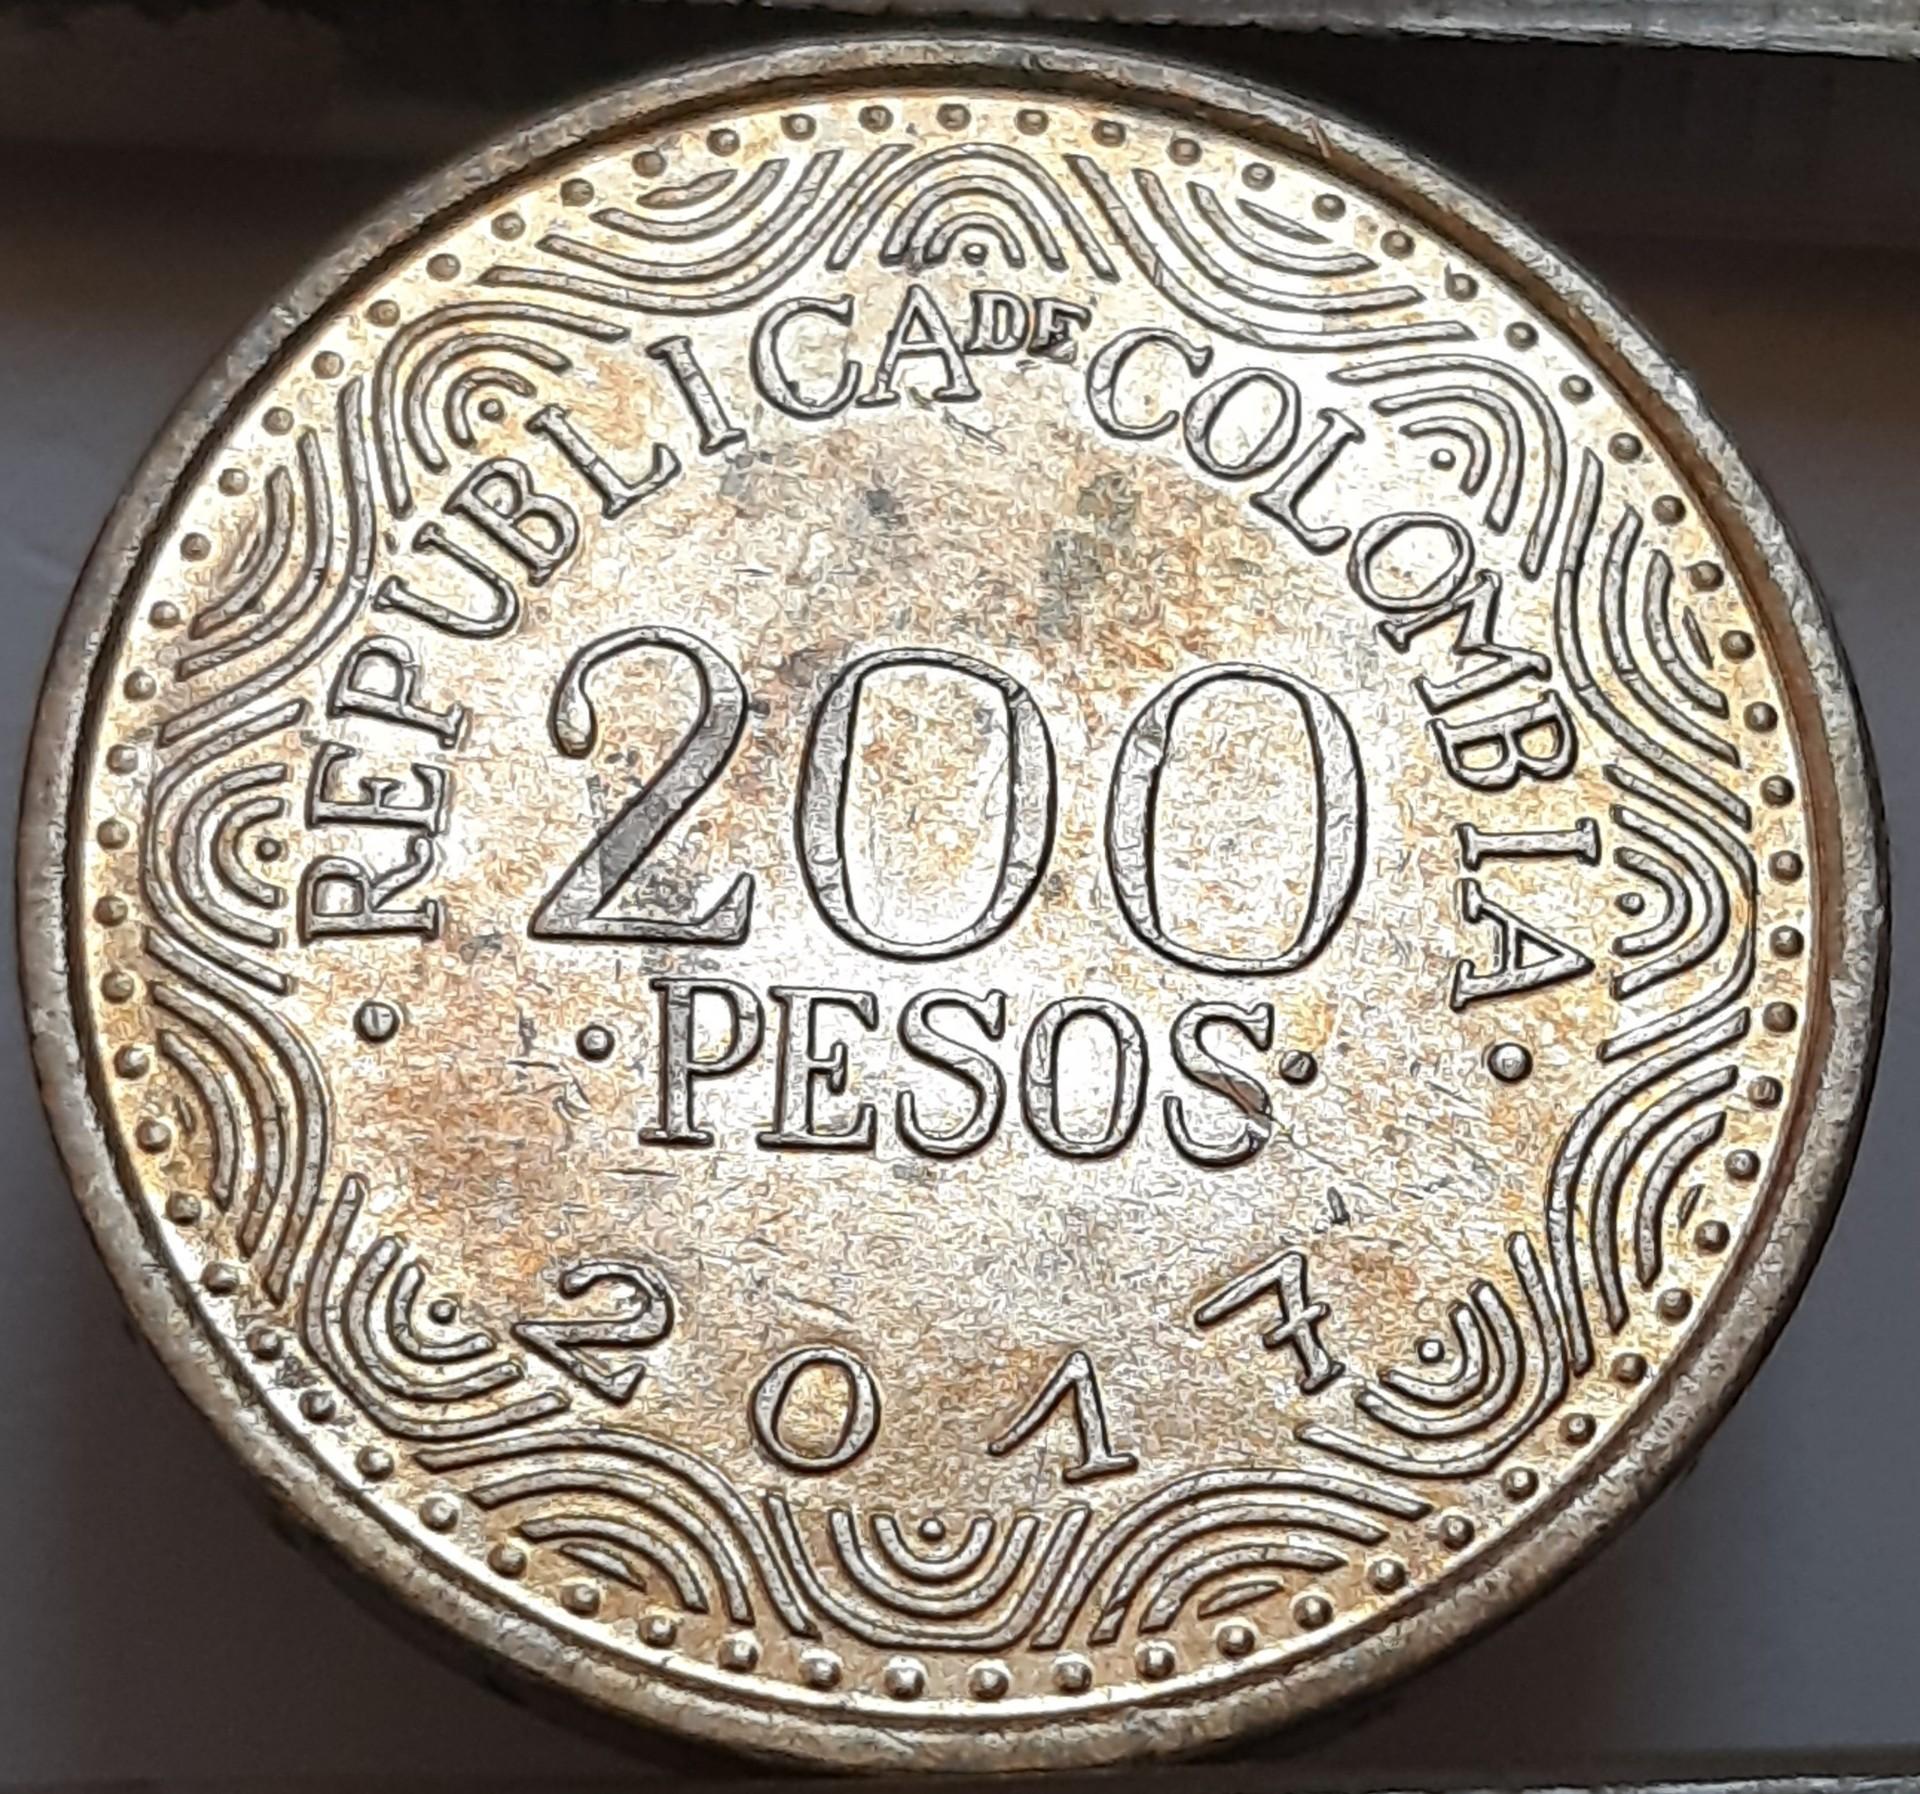 REPUBLICA DE COLOMBIA
200
PESOS
2017